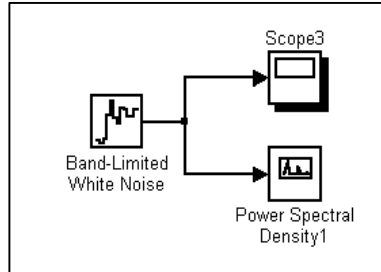 Scope3
Band-Limited
White Noise
Power Spectral
Density1